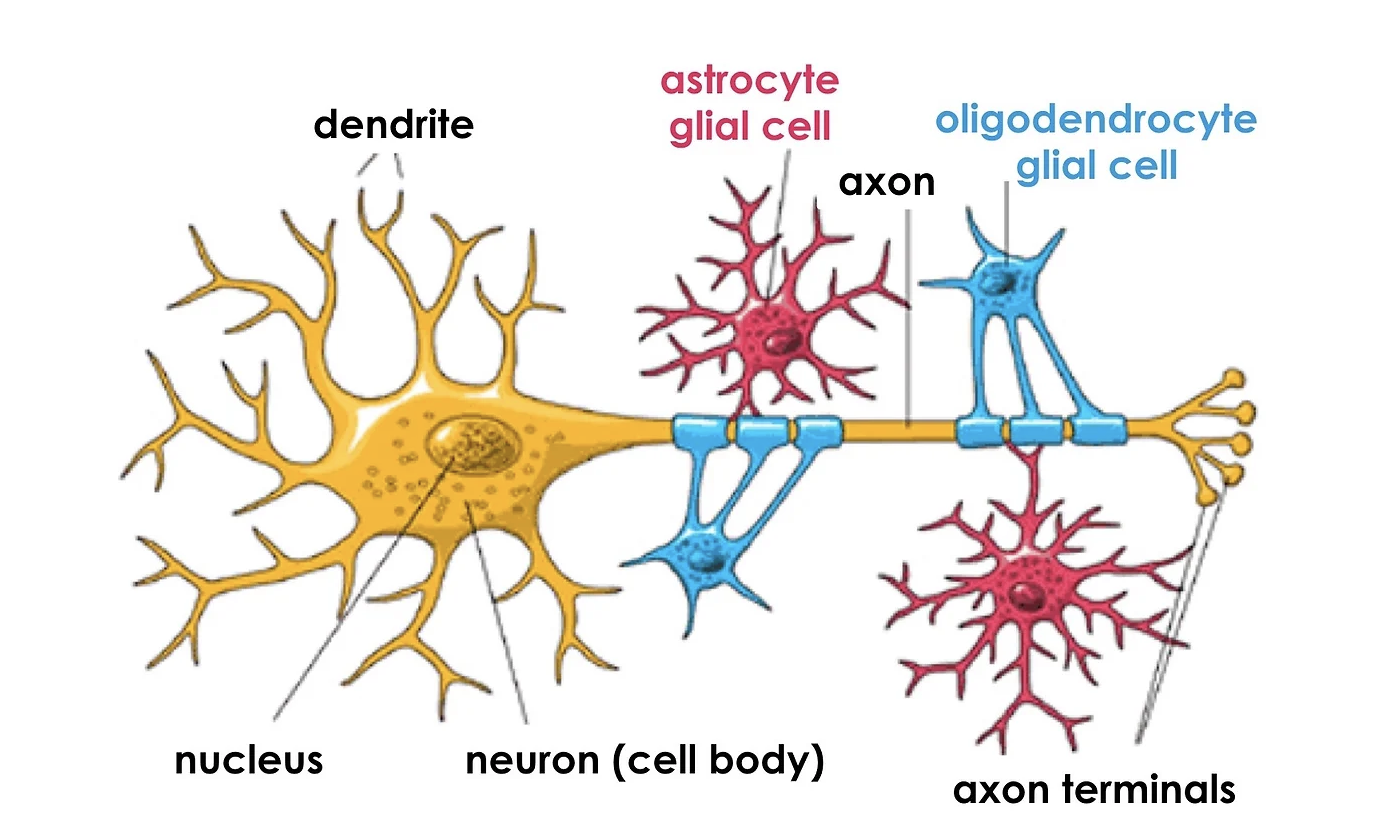 astrocyte
glial cell
dendrite
oligodendrocyte
glial cell
axon
nucleus
neuron (cell body)
axon terminals